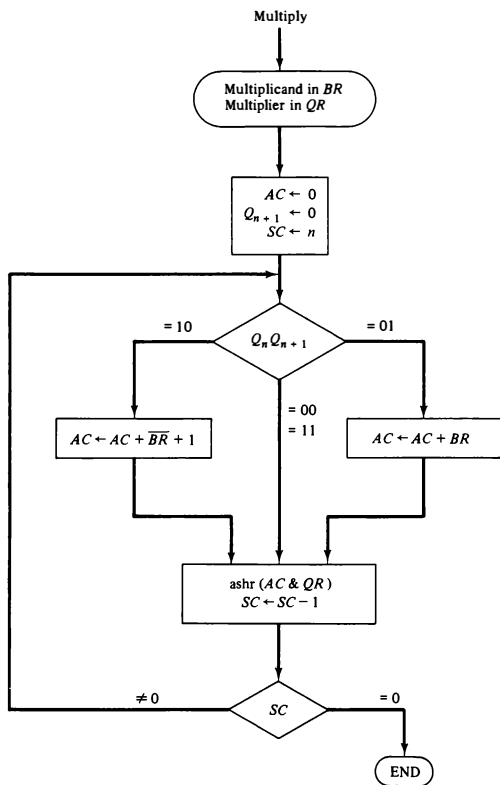 Multiply
Multiplicand in BR
Multiplier in QR
AC ← 0
Qn + 1 ← 0
SC ← n
= 10
QnQn + 1
= 01
= 00
= 11
AC ← AC + B̅R̅ + 1
AC ← AC + BR
ashr (AC & QR)
SC ← SC − 1
≠ 0
SC
= 0
END